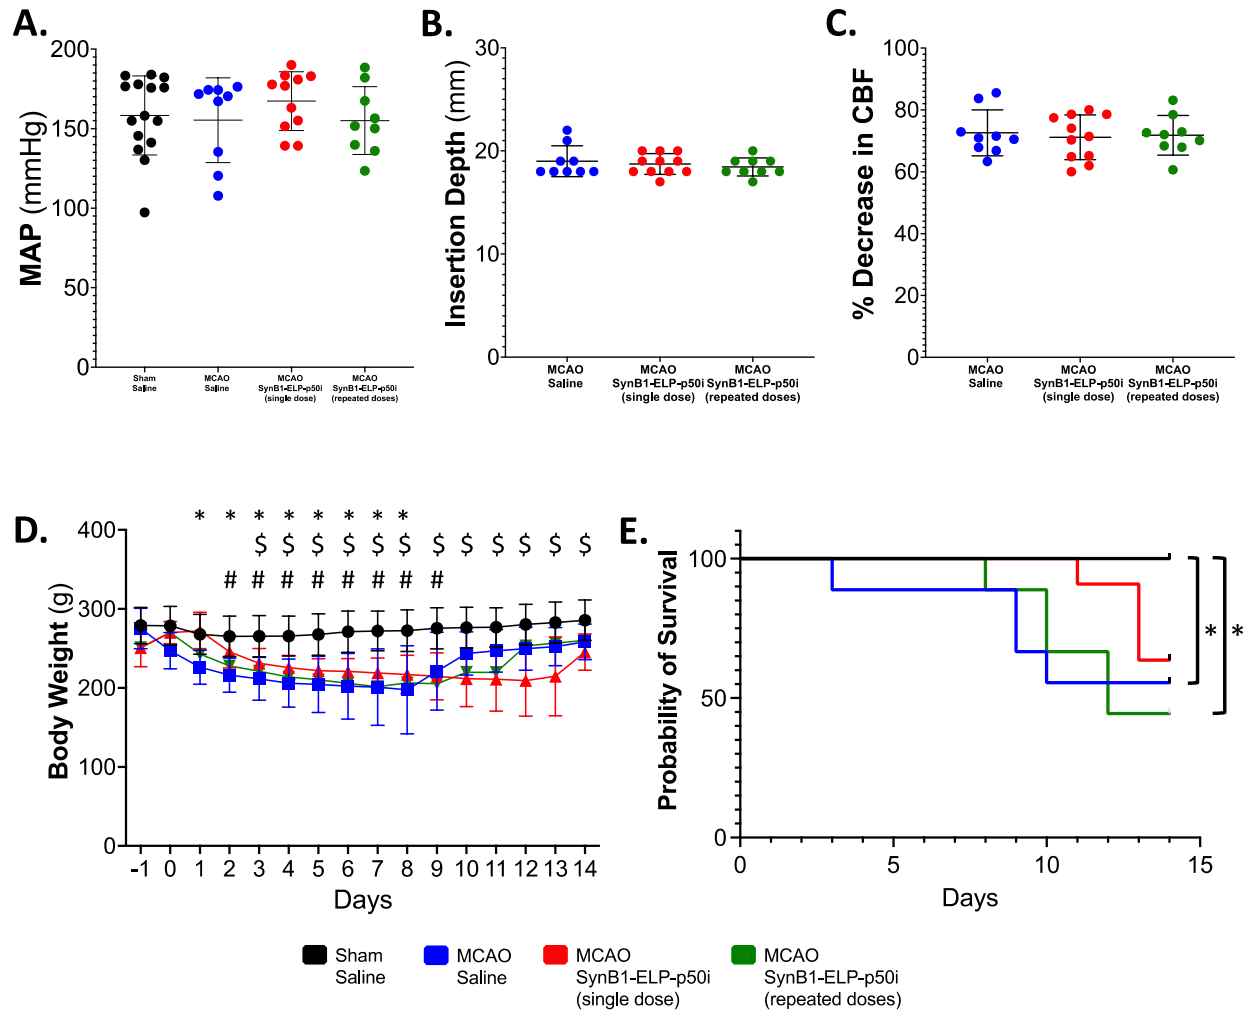 A.
MAP (mmHg)
200
150
100
50
0
Sham
Saline
MCAO
Saline
MCAO
SynB1-ELP-p50i
(single dose)
MCAO
SynB1-ELP-p50i
(repeated doses)
B.
Insertion Depth (mm)
30
20
10
0
MCAO
Saline
MCAO
SynB1-ELP-p50i
(single dose)
MCAO
SynB1-ELP-p50i
(repeated doses)
C.
% Decrease in CBF
100
80
60
40
20
0
MCAO
Saline
MCAO
SynB1-ELP-p50i
(single dose)
MCAO
SynB1-ELP-p50i
(repeated doses)
D.
* * * * * * * *
$ $ $ $ $ $ $ $ $ $ $ $
# # # # # # # #
Body Weight (g)
400
300
200
100
0
-1 0 1 2 3 4 5 6 7 8 9 10 11 12 13 14
Days
E.
Probability of Survival
100
50
0
0 5 10 15
Days
* *
Sham
Saline
MCAO
Saline
MCAO
SynB1-ELP-p50i
(single dose)
MCAO
SynB1-ELP-p50i
(repeated doses)